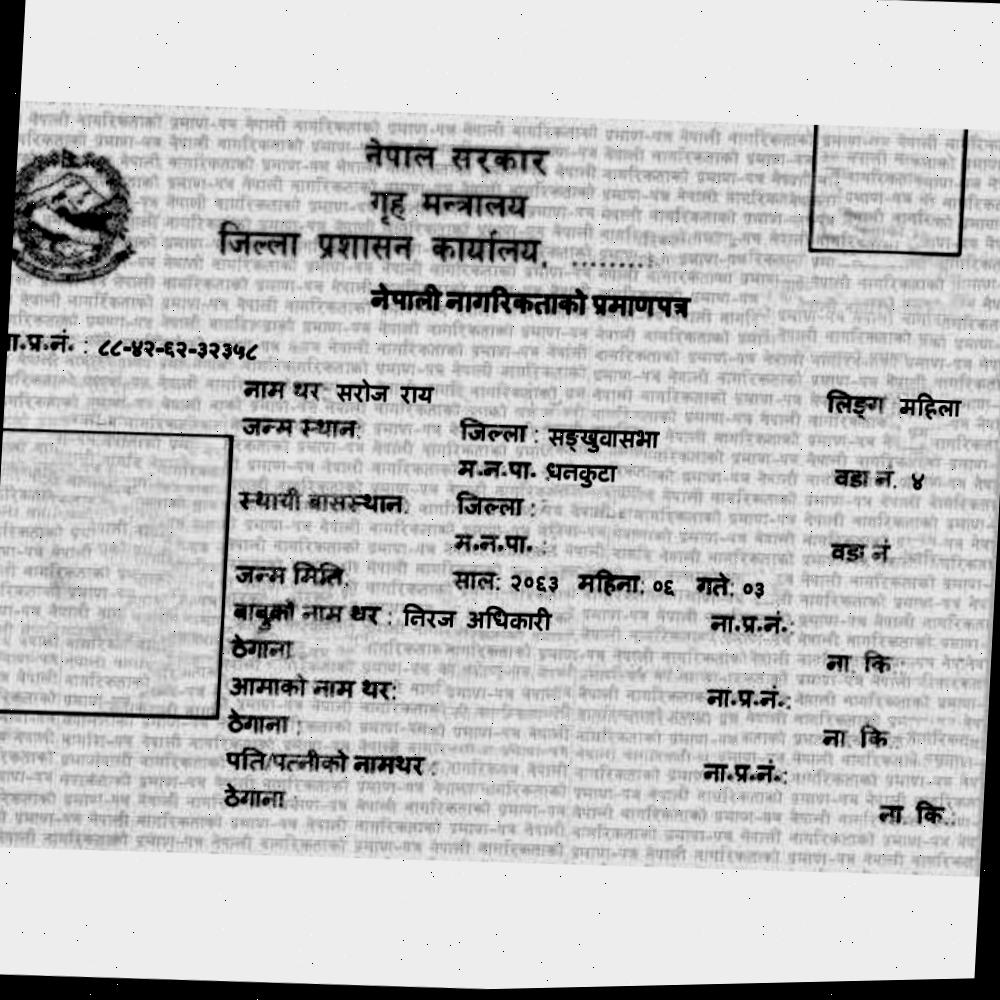 नेपाल सरकार
गृह मन्त्रालय
जिल्ला प्रशासन कार्यालय, ..........
नेपाली नागरिकताको प्रमाणपत्र
ा.प्र.नं. : ८८-४२-६२-३२३५८
नाम थर: सरोज राय लिङ्ग महिला
जन्म स्थान: जिल्ला : सङ्खुवासभा
म.न.पा. धनकुटा वडा नं. ४
स्थायी बासस्थान: जिल्ला :
म.न.पा. : वडा नं
जन्म मिति: साल: २०६३ महिना: ०६ गते: ०३
बाबुको नाम थर : निरज अधिकारी ना.प्र.नं.:
ठेगाना ना. कि.:
आमाको नाम थर: ना.प्र.नं.:
ठेगाना : ना. कि.:
पति/पत्नीको नामथर : ना.प्र.नं.:
ठेगाना : ना. कि.: